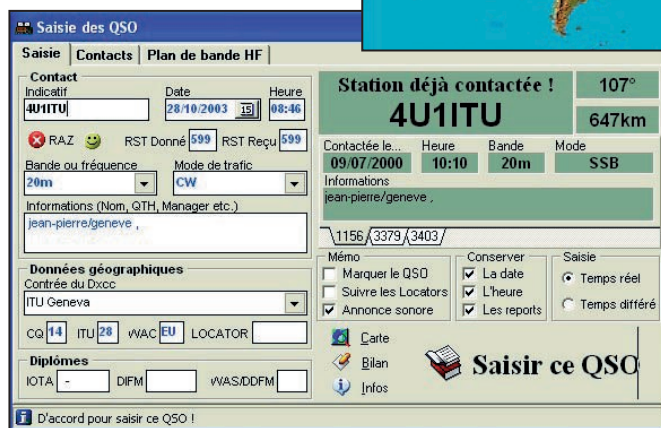 Saisie des QSO
Saisie Contacts Plan de bande HF
Contact
Indicatif Date Heure
4U1ITU 28/10/2003 15 08:46
RAZ RST Donné 599 RST Reçu 599
Bande ou fréquence Mode de trafic
20m CW
Informations (Nom, QTH, Manager etc.)
jean-pierre/geneve ,
Données géographiques
Contrée du Dxcc
ITU Geneva
CQ 14 ITU 28 WAC EU LOCATOR
Diplômes
IOTA - DIFM WAS/DDFM
Station déjà contactée !
4U1ITU
107°
647km
Contactée le... Heure Bande Mode
09/07/2000 10:10 20m SSB
Informations
jean-pierre/geneve ,
1156 3379 3403
Mémo
Marquer le QSO
Suivre les Locators
Annonce sonore
Conserver
La date
L'heure
Les reports
Saisie
Temps réel
Temps différé
Carte
Bilan
Infos
Saisir ce QSO
D'accord pour saisir ce QSO !